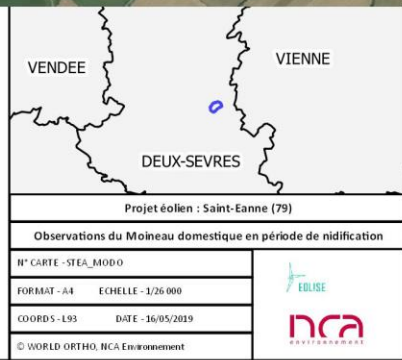 VENDEE
VIENNE
DEUX-SEVRES
Projet éolien : Saint-Eanne (79)
Observations du Moineau domestique en période de nidification
N° CARTE - STEA_MODO
FORMAT - A4 ECHELLE - 1/26 000
COORDS - L93 DATE - 16/05/2019
© WORLD ORTHO, NCA Environnement
EOLISE
nca
environnement